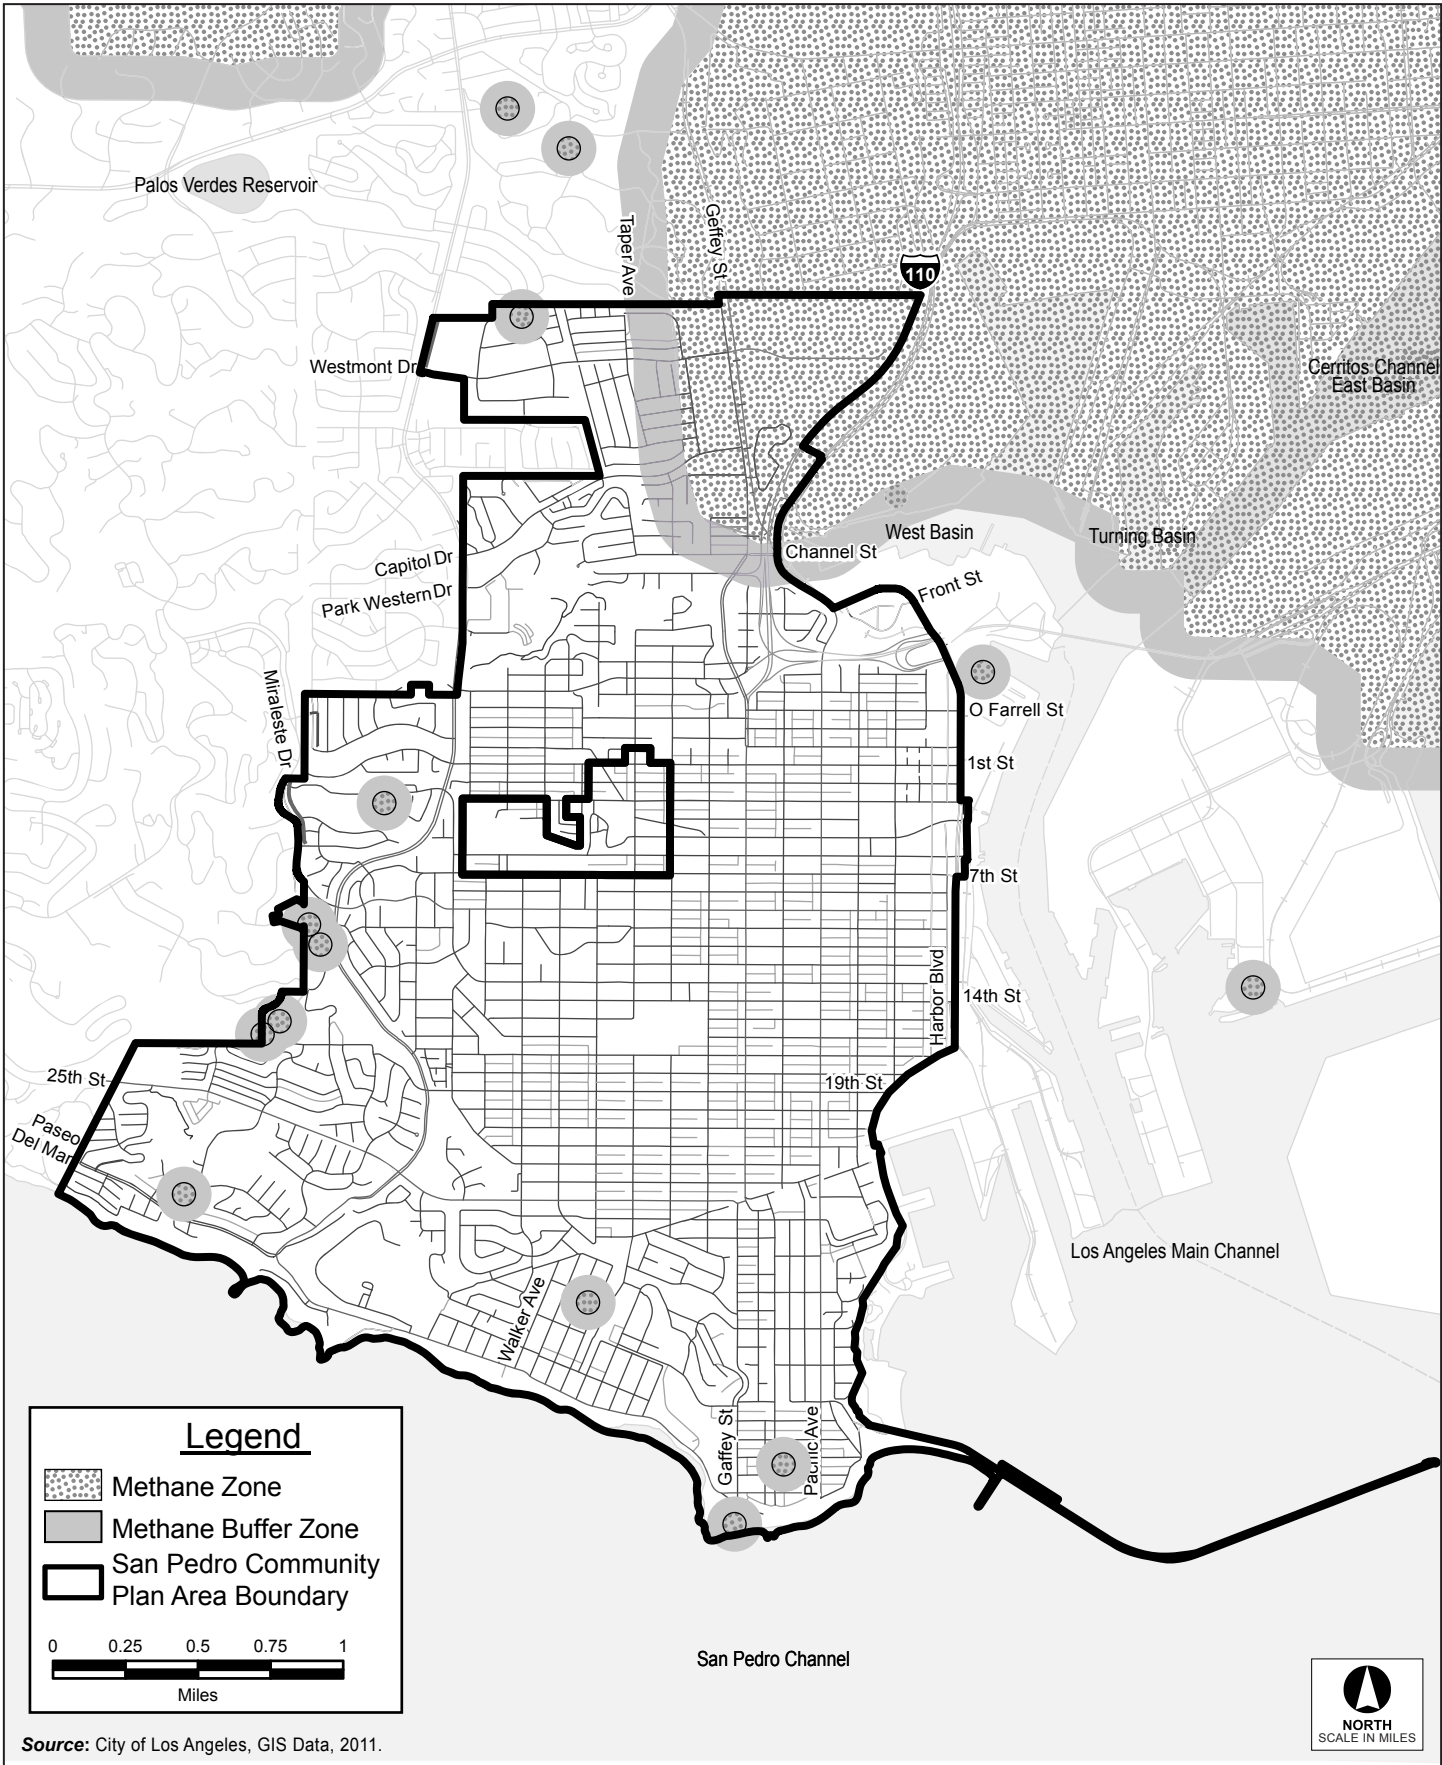 Palos Verdes Reservoir
Taper Ave
Geffey St
110
Westmont Dr
Cerritos Channel
East Basin
West Basin
Turning Basin
Channel St
Capitol Dr
Park Western Dr
Front St
Miraleste Dr
O Farrell St
1st St
7th St
Harbor Blvd
14th St
25th St
19th St
Paseo
Del Mar
Los Angeles Main Channel
Walker Ave
Gaffey St
Pacific Ave
Legend
Methane Zone
Methane Buffer Zone
San Pedro Community
Plan Area Boundary
0 0.25 0.5 0.75 1
Miles
San Pedro Channel
NORTH
SCALE IN MILES
Source: City of Los Angeles, GIS Data, 2011.